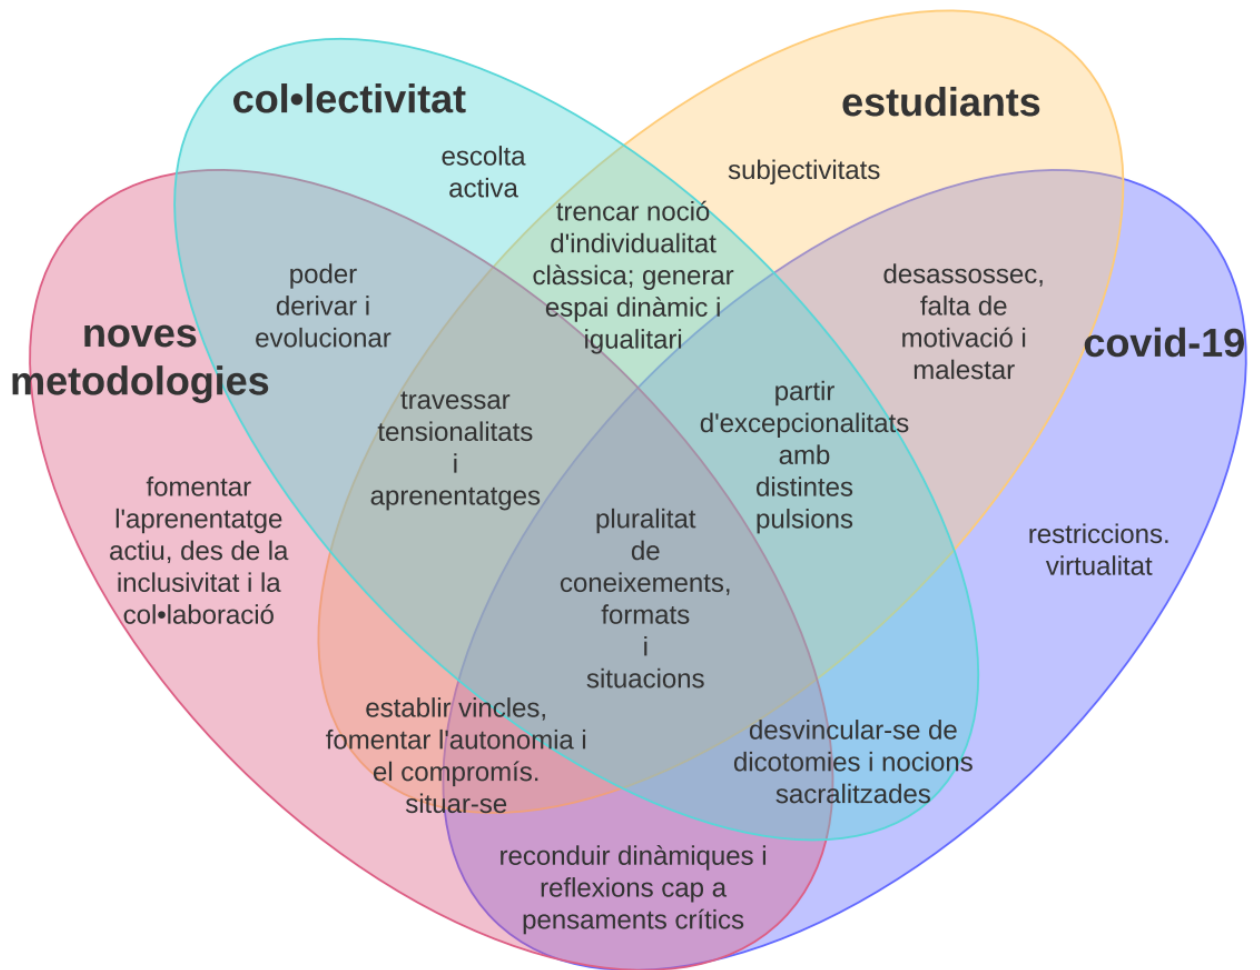 col•lectivitat
estudiants
escolta
activa
subjectivitats
trencar noció
d'individualitat
clàssica; generar
espai dinàmic i
igualitari
poder
derivar i
evolucionar
desassossec,
falta de
motivació i
malestar
noves
metodologies
covid-19
travessar
tensionalitats
i
aprenentatges
partir
d'excepcionalitats
amb
distintes
pulsions
fomentar
l'aprenentatge
actiu, des de la
inclusivitat i la
col•laboració
pluralitat
de
coneixements,
formats
i
situacions
restriccions.
virtualitat
establir vincles,
fomentar l'autonomia i
el compromís.
situar-se
desvincular-se de
dicotomies i nocions
sacralitzades
reconduir dinàmiques i
reflexions cap a
pensaments crítics